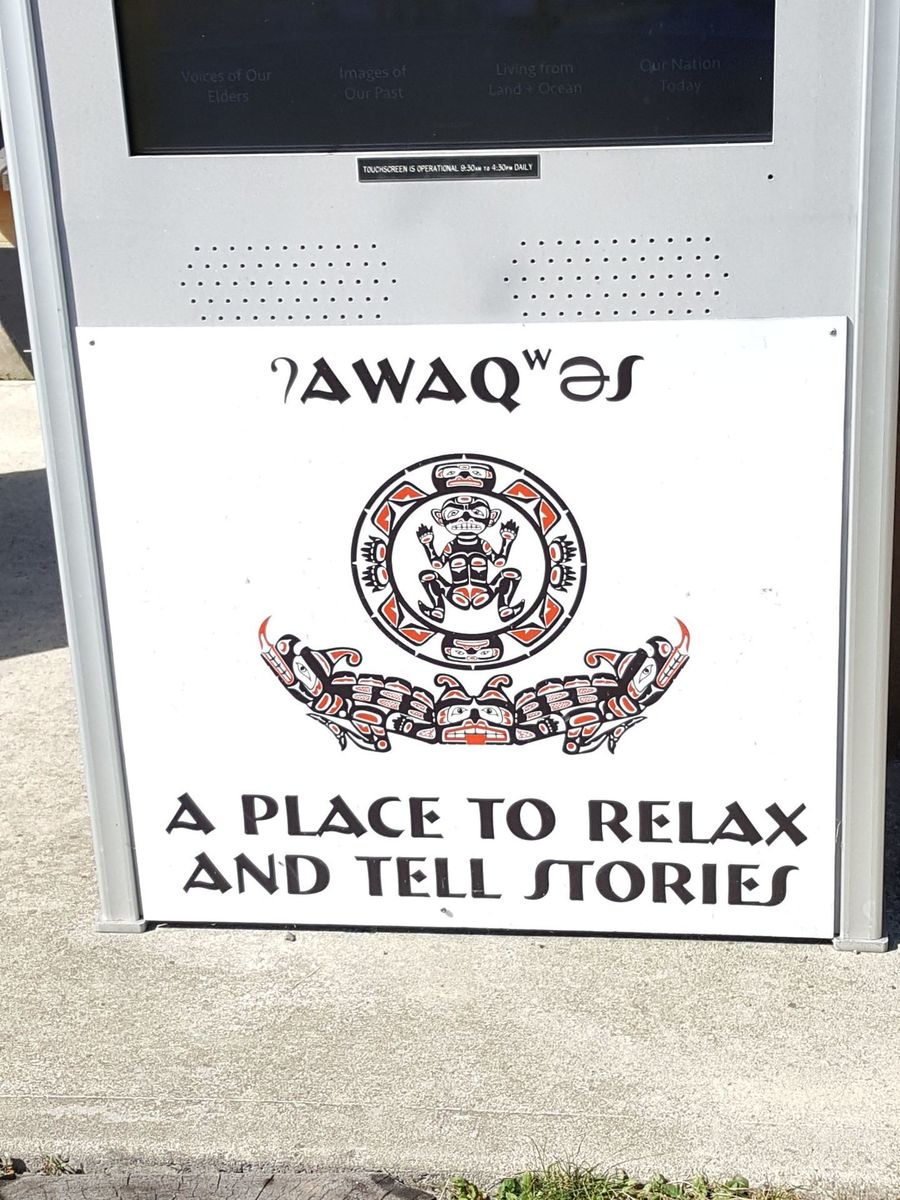 Voices of Our Images of Living from Our Nation
Elders Our Past Land + Ocean Today
TOUCHSCREEN IS OPERATIONAL 9:30AM TO 4:30PM DAILY
ʔAWAQʷƏS
A PLACE TO RELAX
AND TELL STORIES